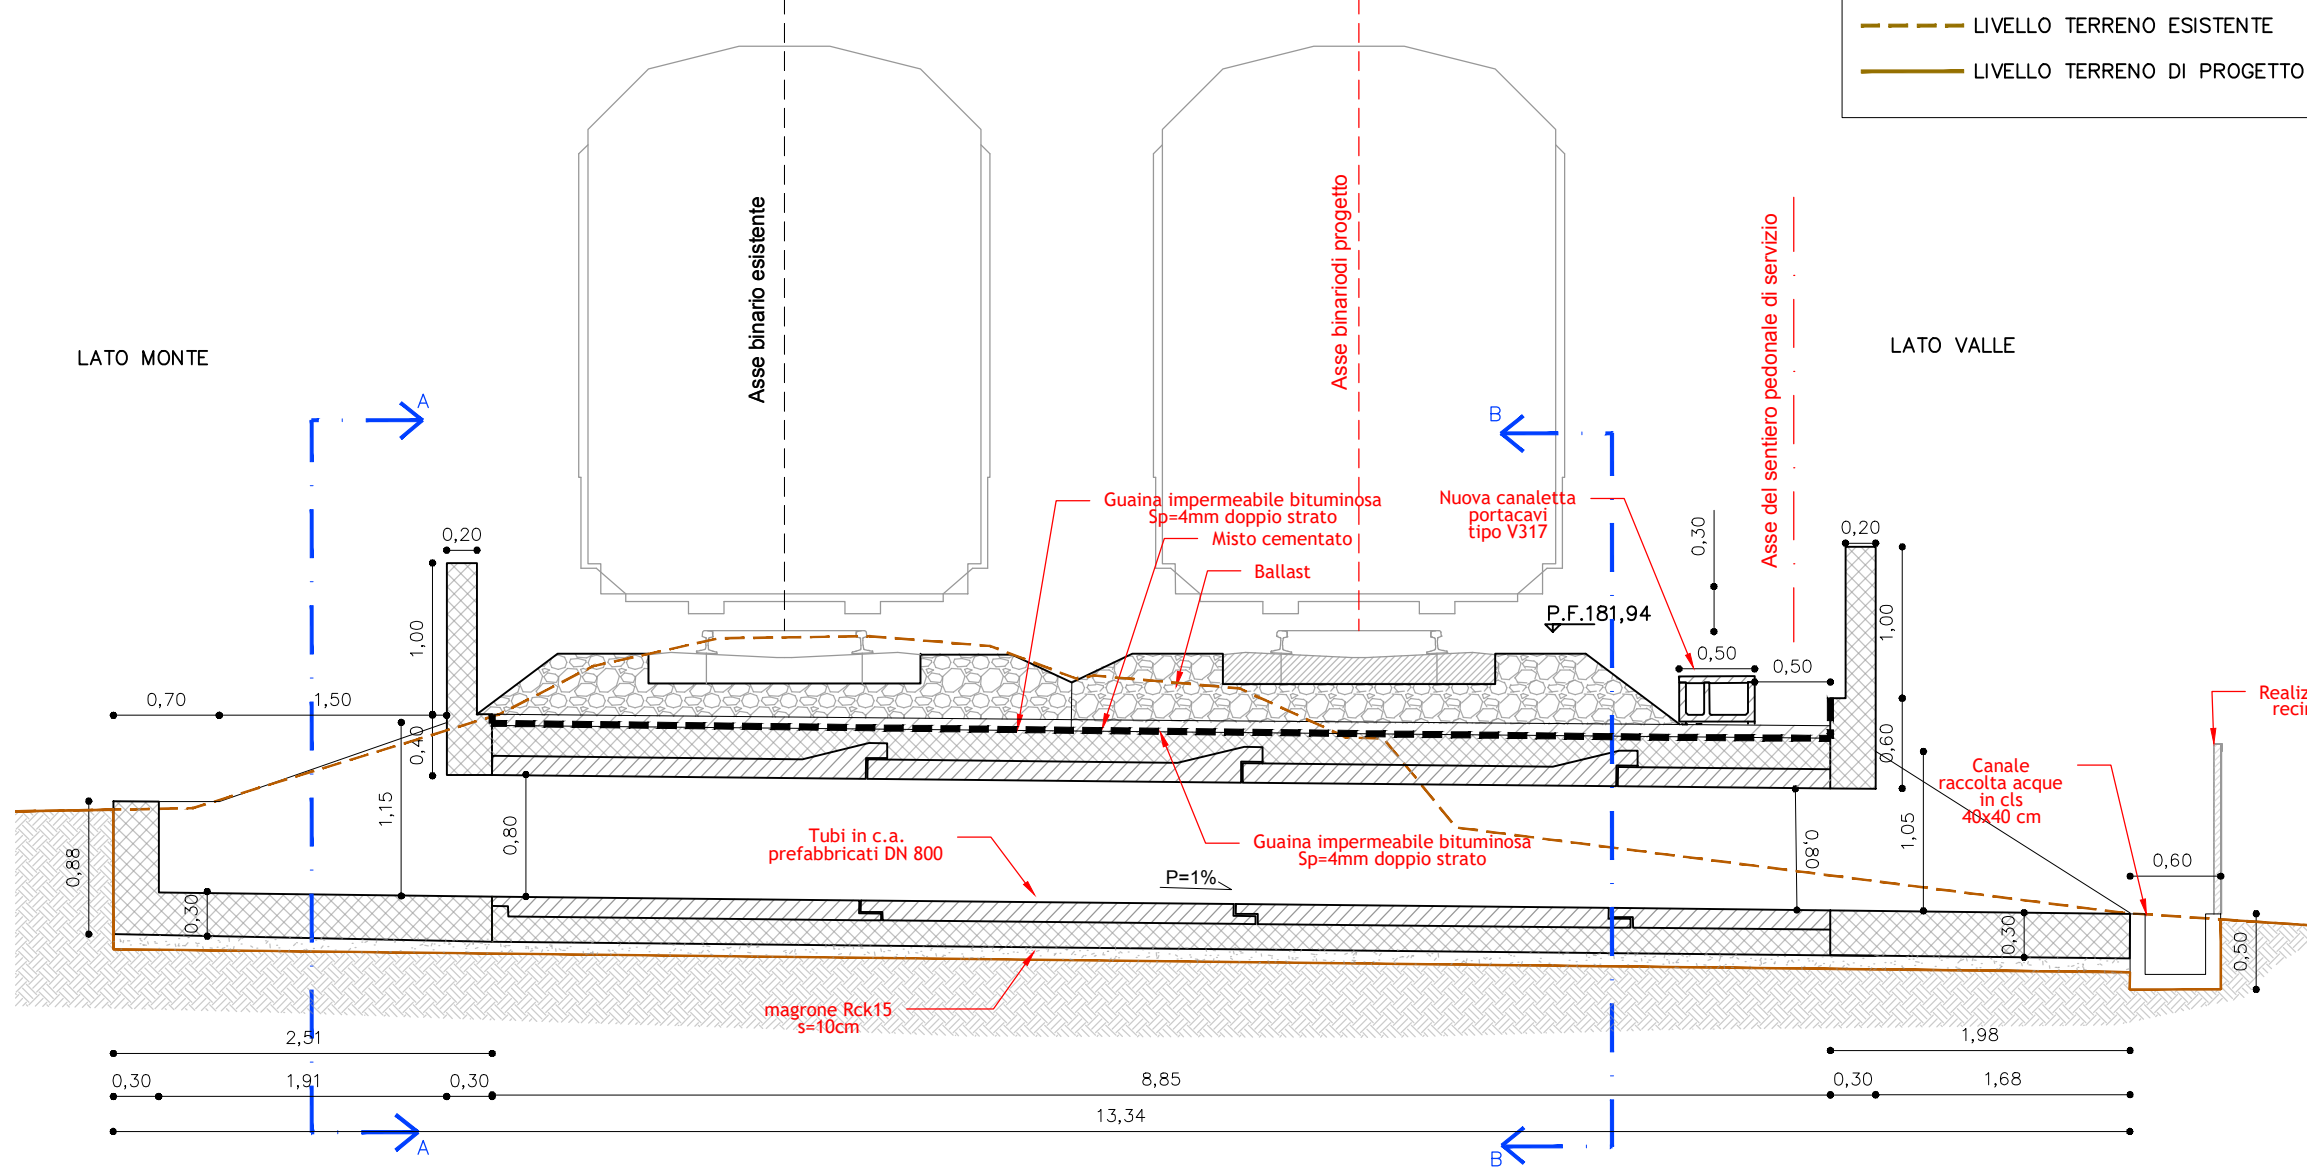 LIVELLO TERRENO ESISTENTE
LIVELLO TERRENO DI PROGETTO
Asse binario esistente
Asse binariodi progetto
Asse del sentiero pedonale di servizio
LATO MONTE
LATO VALLE
A
B
Guaina impermeabile bituminosa
Sp=4mm doppio strato
Misto cementato
Ballast
Nuova canaletta
portacavi
tipo V317
0,30
0,20
0,20
P.F.181,94
1,00
1,00
0,50
0,50
0,70
1,50
0,40
0,60
Realiz
recin
Canale
raccolta acque
in cls
40x40 cm
1,15
0,80
0,80
1,05
0,88
Tubi in c.a.
prefabbricati DN 800
Guaina impermeabile bituminosa
Sp=4mm doppio strato
P=1%
0,60
0,30
0,30
0,50
magrone Rck15
s=10cm
2,51
1,98
0,30
1,91
0,30
8,85
0,30
1,68
13,34
A
B